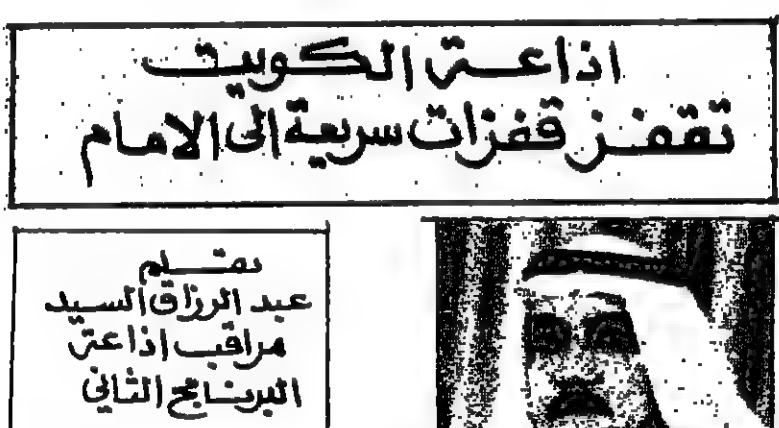 اذاعة الكويت
تقفز قفزات سريعة الى الامام
بقلم
عبد الرزاق السيد
مراقب اذاعة
البرنامج الثاني